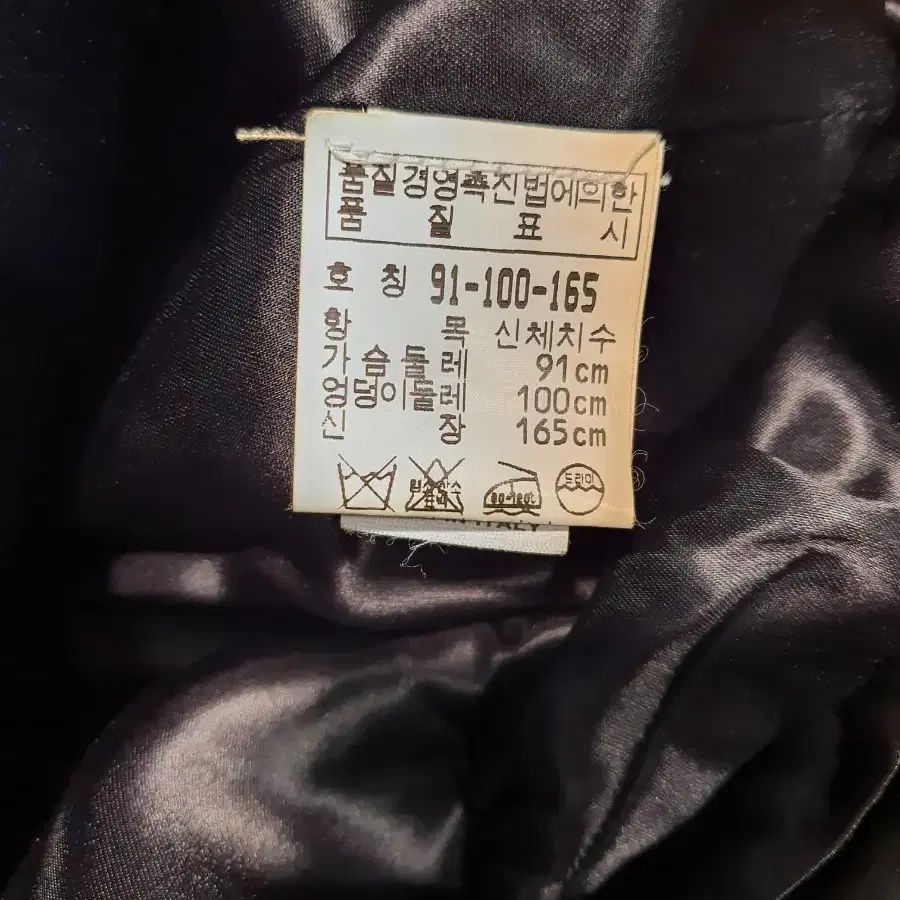 품질경영촉진법에의한
품 질 표 시
호 칭 91-100-165
항 목 신체치수
가슴둘레 91cm
엉덩이둘레 100cm
신 장 165cm
드라이
IN ITALY